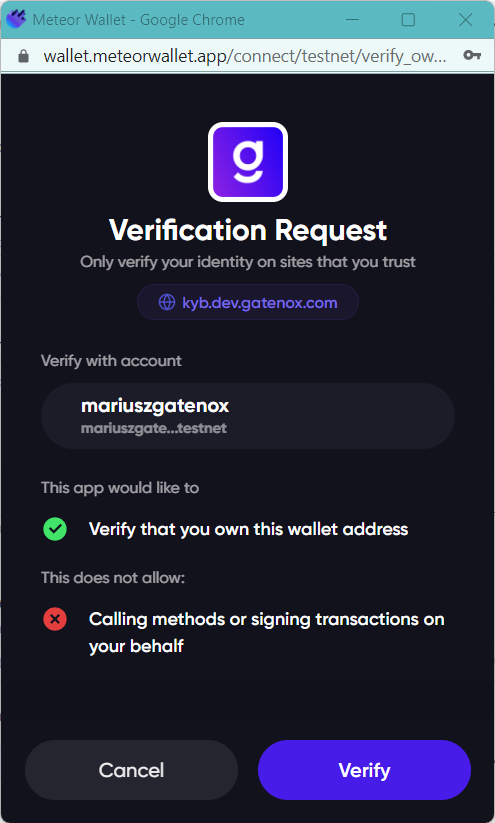 Meteor Wallet - Google Chrome
wallet.meteorwallet.app/connect/testnet/verify_ow...
g
Verification Request
Only verify your identity on sites that you trust
kyb.dev.gatenox.com
Verify with account
mariuszgatenox
mariuszgate...testnet
This app would like to
Verify that you own this wallet address
This does not allow:
Calling methods or signing transactions on
your behalf
Cancel
Verify